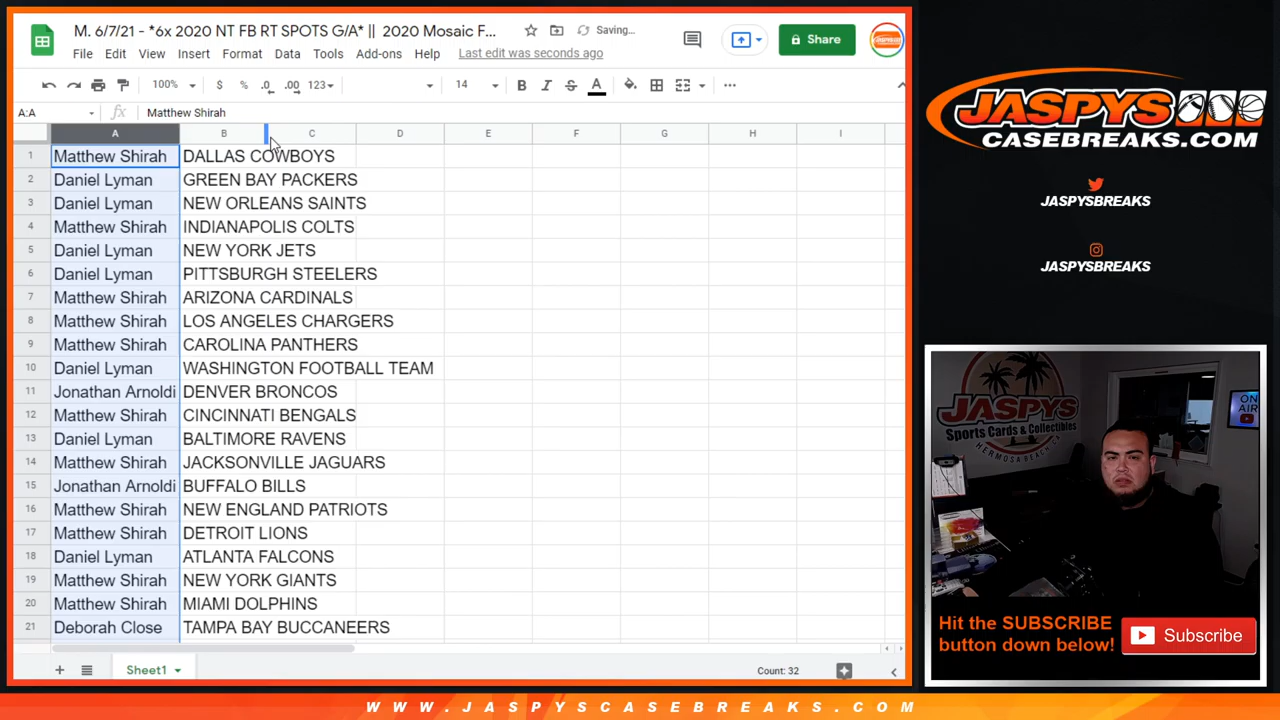 M. 6/7/21 - *6x 2020 NT FB RT SPOTS G/A* || 2020 Mosaic F...
Saving...
Share
File Edit View Insert Format Data Tools Add-ons Help Last edit was seconds ago
100% $ % .0 .00 123 14 B I S A
A:A fx Matthew Shirah
A B C D E F G H I
1 Matthew Shirah DALLAS COWBOYS
2 Daniel Lyman GREEN BAY PACKERS
3 Daniel Lyman NEW ORLEANS SAINTS
4 Matthew Shirah INDIANAPOLIS COLTS
5 Daniel Lyman NEW YORK JETS
6 Daniel Lyman PITTSBURGH STEELERS
7 Matthew Shirah ARIZONA CARDINALS
8 Matthew Shirah LOS ANGELES CHARGERS
9 Matthew Shirah CAROLINA PANTHERS
10 Daniel Lyman WASHINGTON FOOTBALL TEAM
11 Jonathan Arnoldi DENVER BRONCOS
12 Matthew Shirah CINCINNATI BENGALS
13 Daniel Lyman BALTIMORE RAVENS
14 Matthew Shirah JACKSONVILLE JAGUARS
15 Jonathan Arnoldi BUFFALO BILLS
16 Matthew Shirah NEW ENGLAND PATRIOTS
17 Matthew Shirah DETROIT LIONS
18 Daniel Lyman ATLANTA FALCONS
19 Matthew Shirah NEW YORK GIANTS
20 Matthew Shirah MIAMI DOLPHINS
21 Deborah Close TAMPA BAY BUCCANEERS
Sheet1
Count: 32
JASPYS
CASEBREAKS.COM
JASPYSBREAKS
JASPYSBREAKS
JASPYS
Sports Cards & Collectibles
HERMOSA BEACH, CA
ON
AIR
Hit the SUBSCRIBE
button down below!
Subscribe
WWW.JASPYSCASEBREAKS.COM